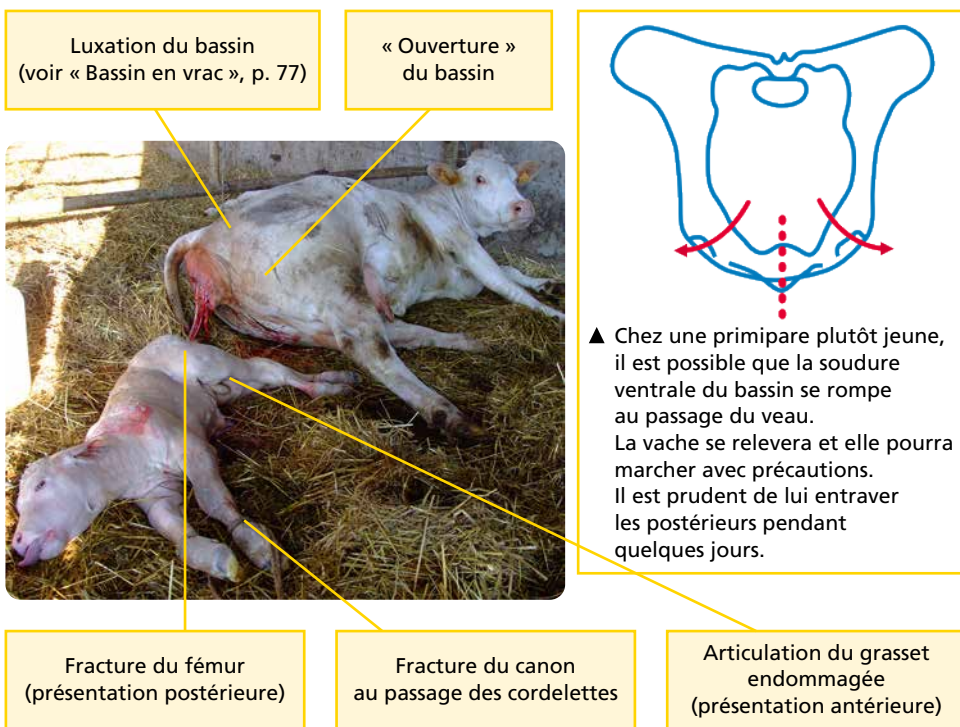 Luxation du bassin
(voir « Bassin en vrac », p. 77)
« Ouverture »
du bassin
▲ Chez une primipare plutôt jeune,
il est possible que la soudure
ventrale du bassin se rompe
au passage du veau.
La vache se relevera et elle pourra
marcher avec précautions.
Il est prudent de lui entraver
les postérieurs pendant
quelques jours.
Fracture du fémur
(présentation postérieure)
Fracture du canon
au passage des cordelettes
Articulation du grasset
endommagée
(présentation antérieure)